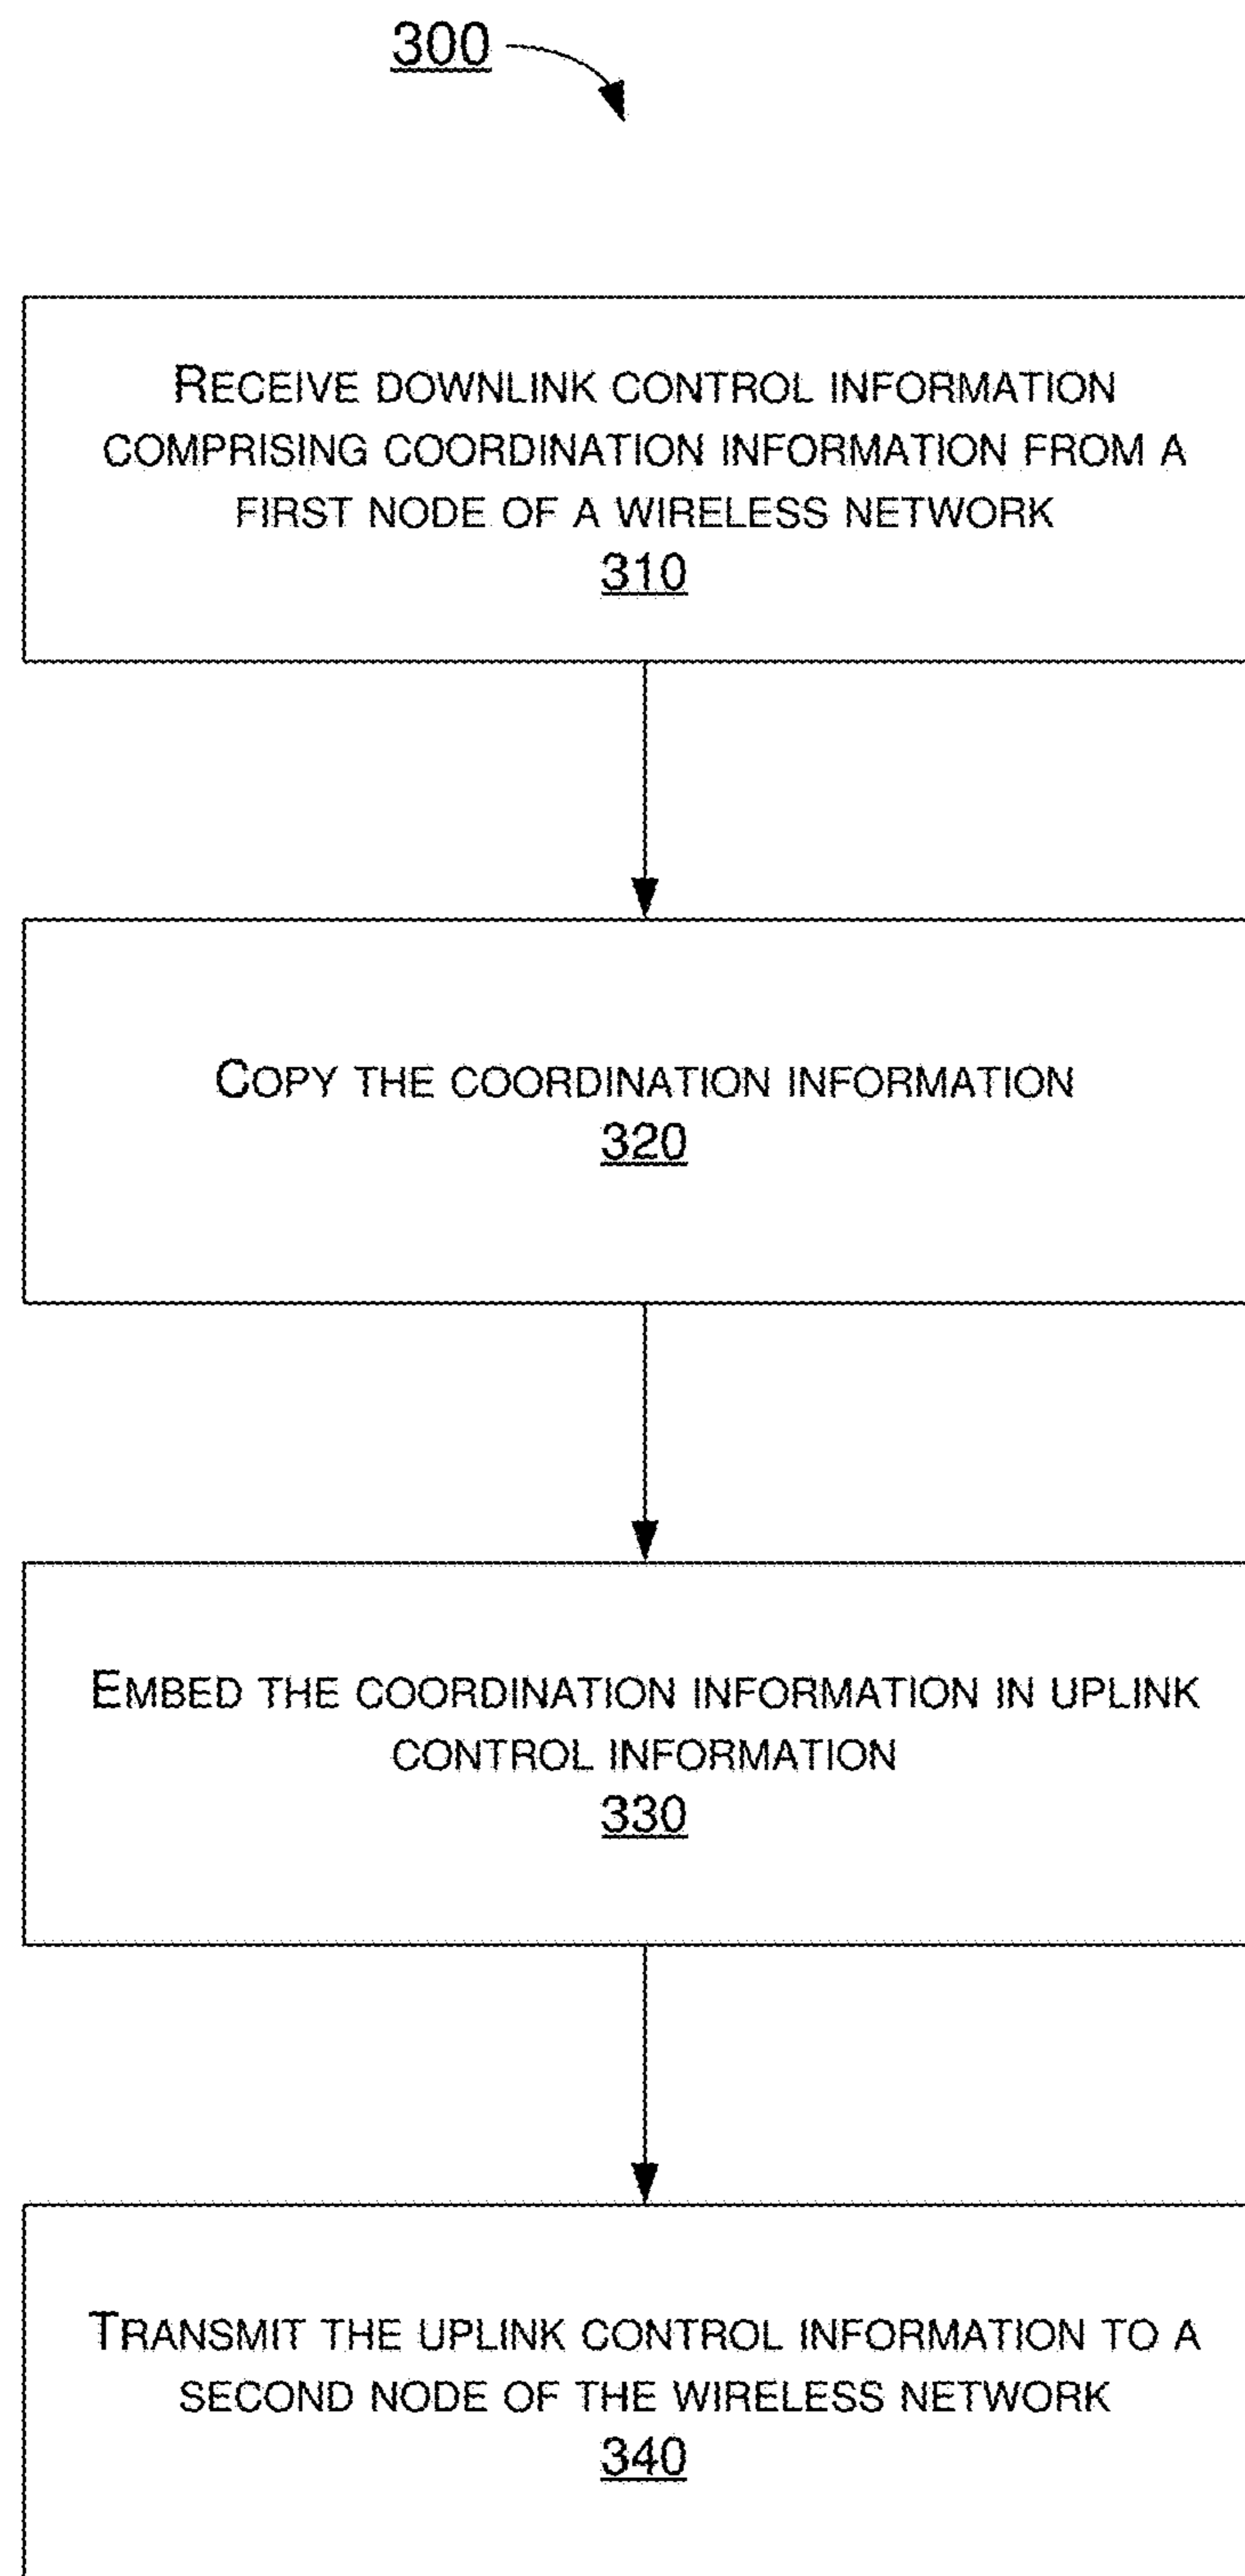 300
RECEIVE DOWNLINK CONTROL INFORMATION
COMPRISING COORDINATION INFORMATION FROM A
FIRST NODE OF A WIRELESS NETWORK
310
COPY THE COORDINATION INFORMATION
320
EMBED THE COORDINATION INFORMATION IN UPLINK
CONTROL INFORMATION
330
TRANSMIT THE UPLINK CONTROL INFORMATION TO A
SECOND NODE OF THE WIRELESS NETWORK
340